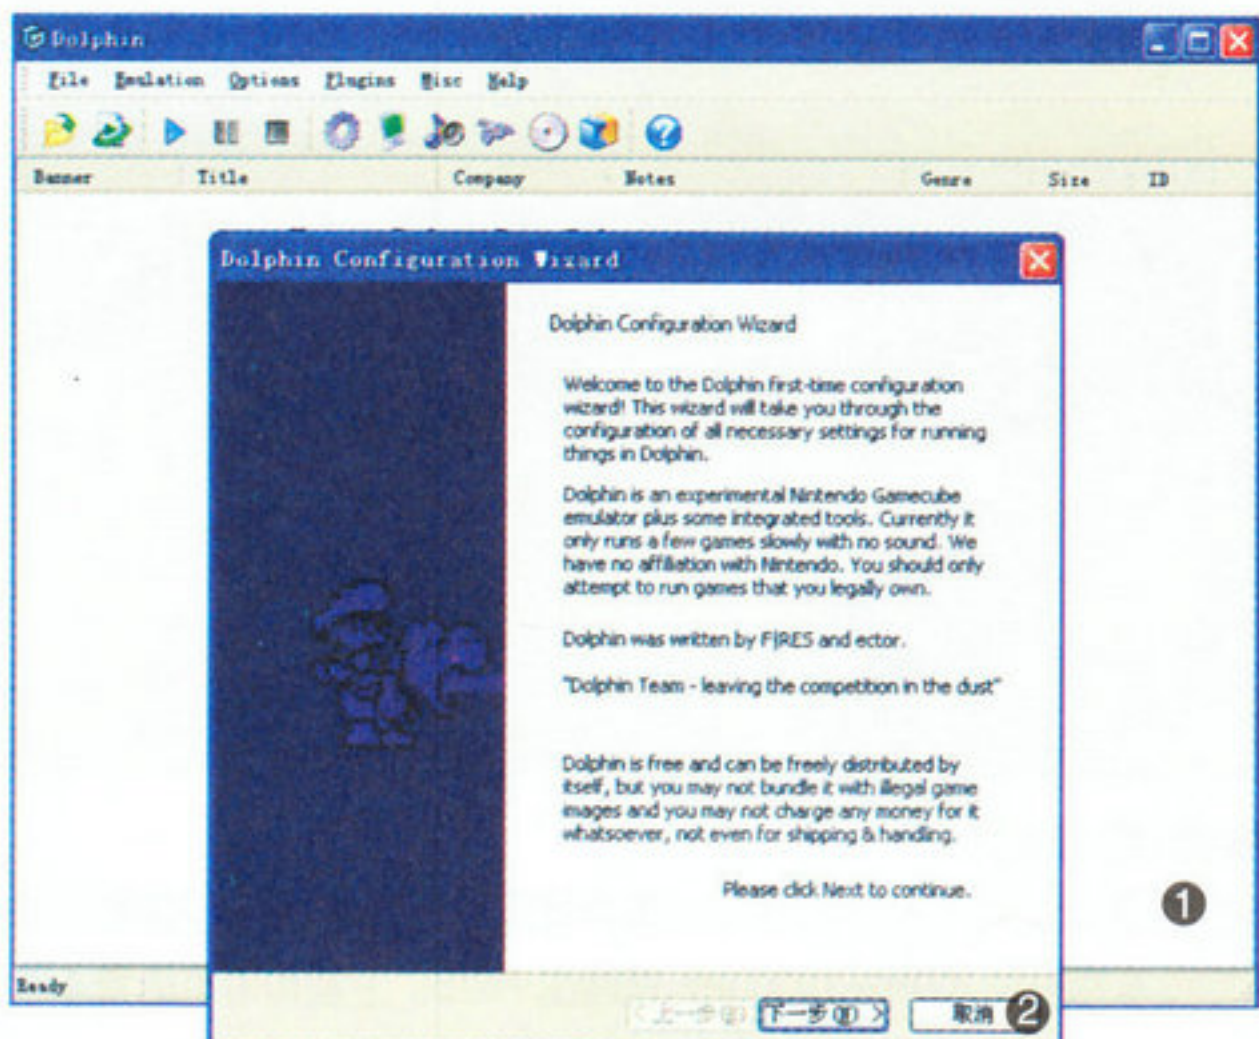 Dolphin
File Emulation Options Plugins Misc Help
Banner Title Company Notes Genre Size ID
Dolphin Configuration Wizard
Dolphin Configuration Wizard
Welcome to the Dolphin first-time configuration
wizard! This wizard will take you through the
configuration of all necessary settings for running
things in Dolphin.
Dolphin is an experimental Nintendo Gamecube
emulator plus some integrated tools. Currently it
only runs a few games slowly with no sound. We
have no affiliation with Nintendo. You should only
attempt to run games that you legally own.
Dolphin was written by F|RES and ector.
"Dolphin Team - leaving the competition in the dust"
Dolphin is free and can be freely distributed by
itself, but you may not bundle it with illegal game
images and you may not charge any money for it
whatsoever, not even for shipping & handling.
Please click Next to continue.
1
Ready
<上一步(B) 下一步(N) > 取消 2